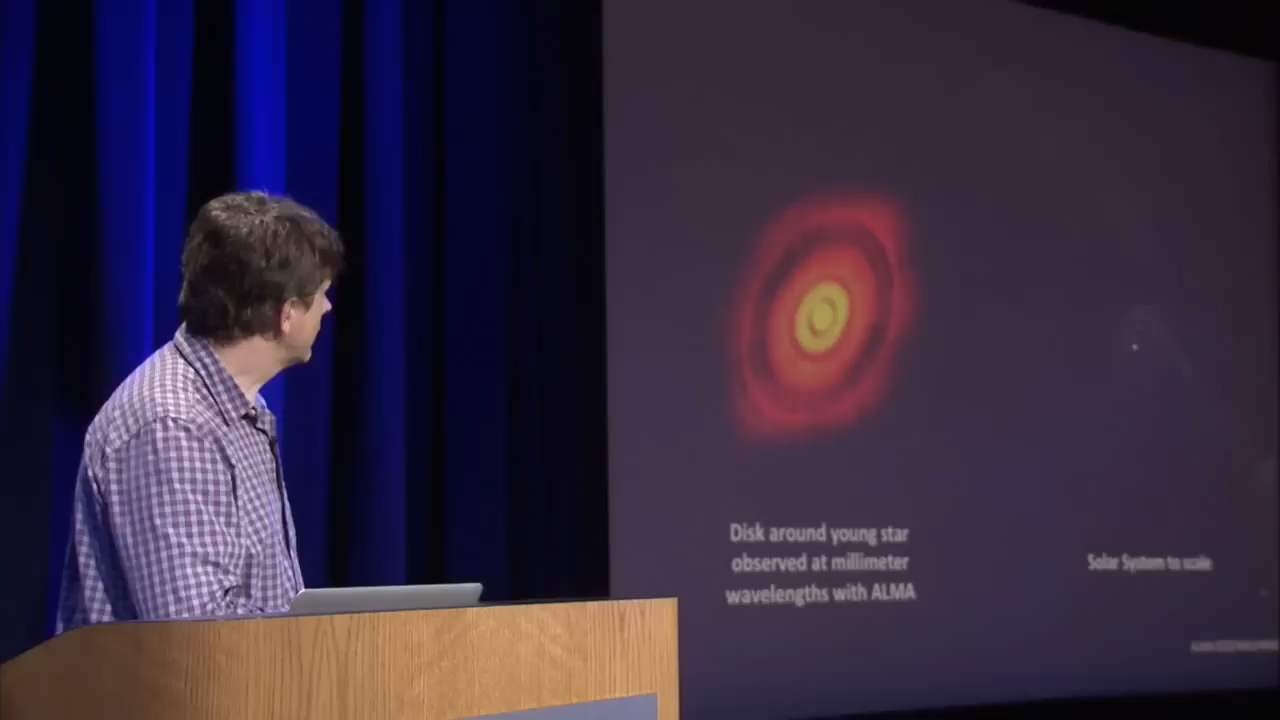 Disk around young star
observed at millimeter
wavelengths with ALMA
Solar System to scale